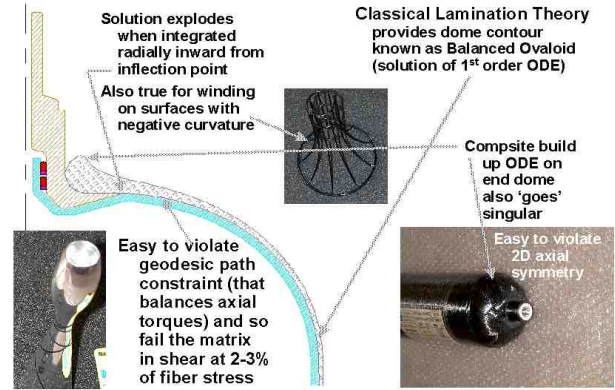 Solution explodes
when integrated
radially inward from
inflection point
Also true for winding
on surfaces with
negative curvature
Classical Lamination Theory
provides dome contour
known as Balanced Ovaloid
(solution of 1st order ODE)
Compsite build
up ODE on
end dome
also 'goes'
singular
Easy to violate
geodesic path
constraint (that
balances axial
torques) and so
fail the matrix
in shear at 2-3%
of fiber stress
Easy to violate
2D axial
symmetry